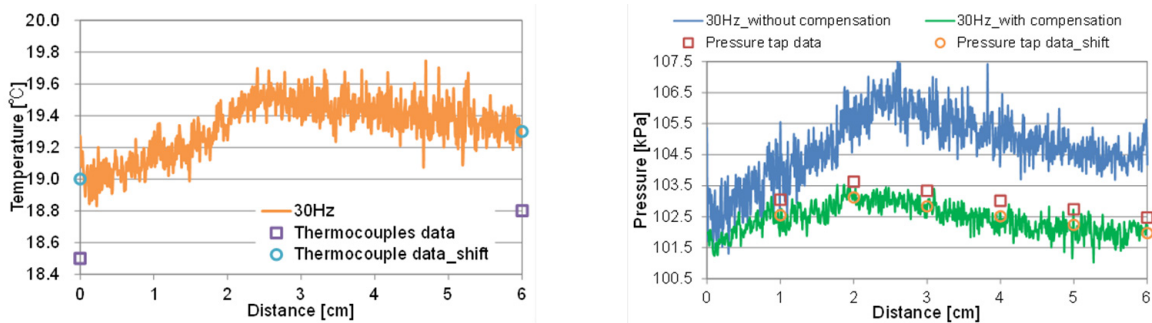 20.0
19.8
19.6
19.4
19.2
19.0
18.8
18.6
18.4
Temperature [℃]
30Hz
Thermocouples data
Thermocouple data_shift
0 1 2 3 4 5 6
Distance [cm]
30Hz_without compensation 30Hz_with compensation
Pressure tap data Pressure tap data_shift
107.5
106.5
105.5
104.5
103.5
102.5
101.5
100.5
Pressure [kPa]
0 1 2 3 4 5 6
Distance [cm]